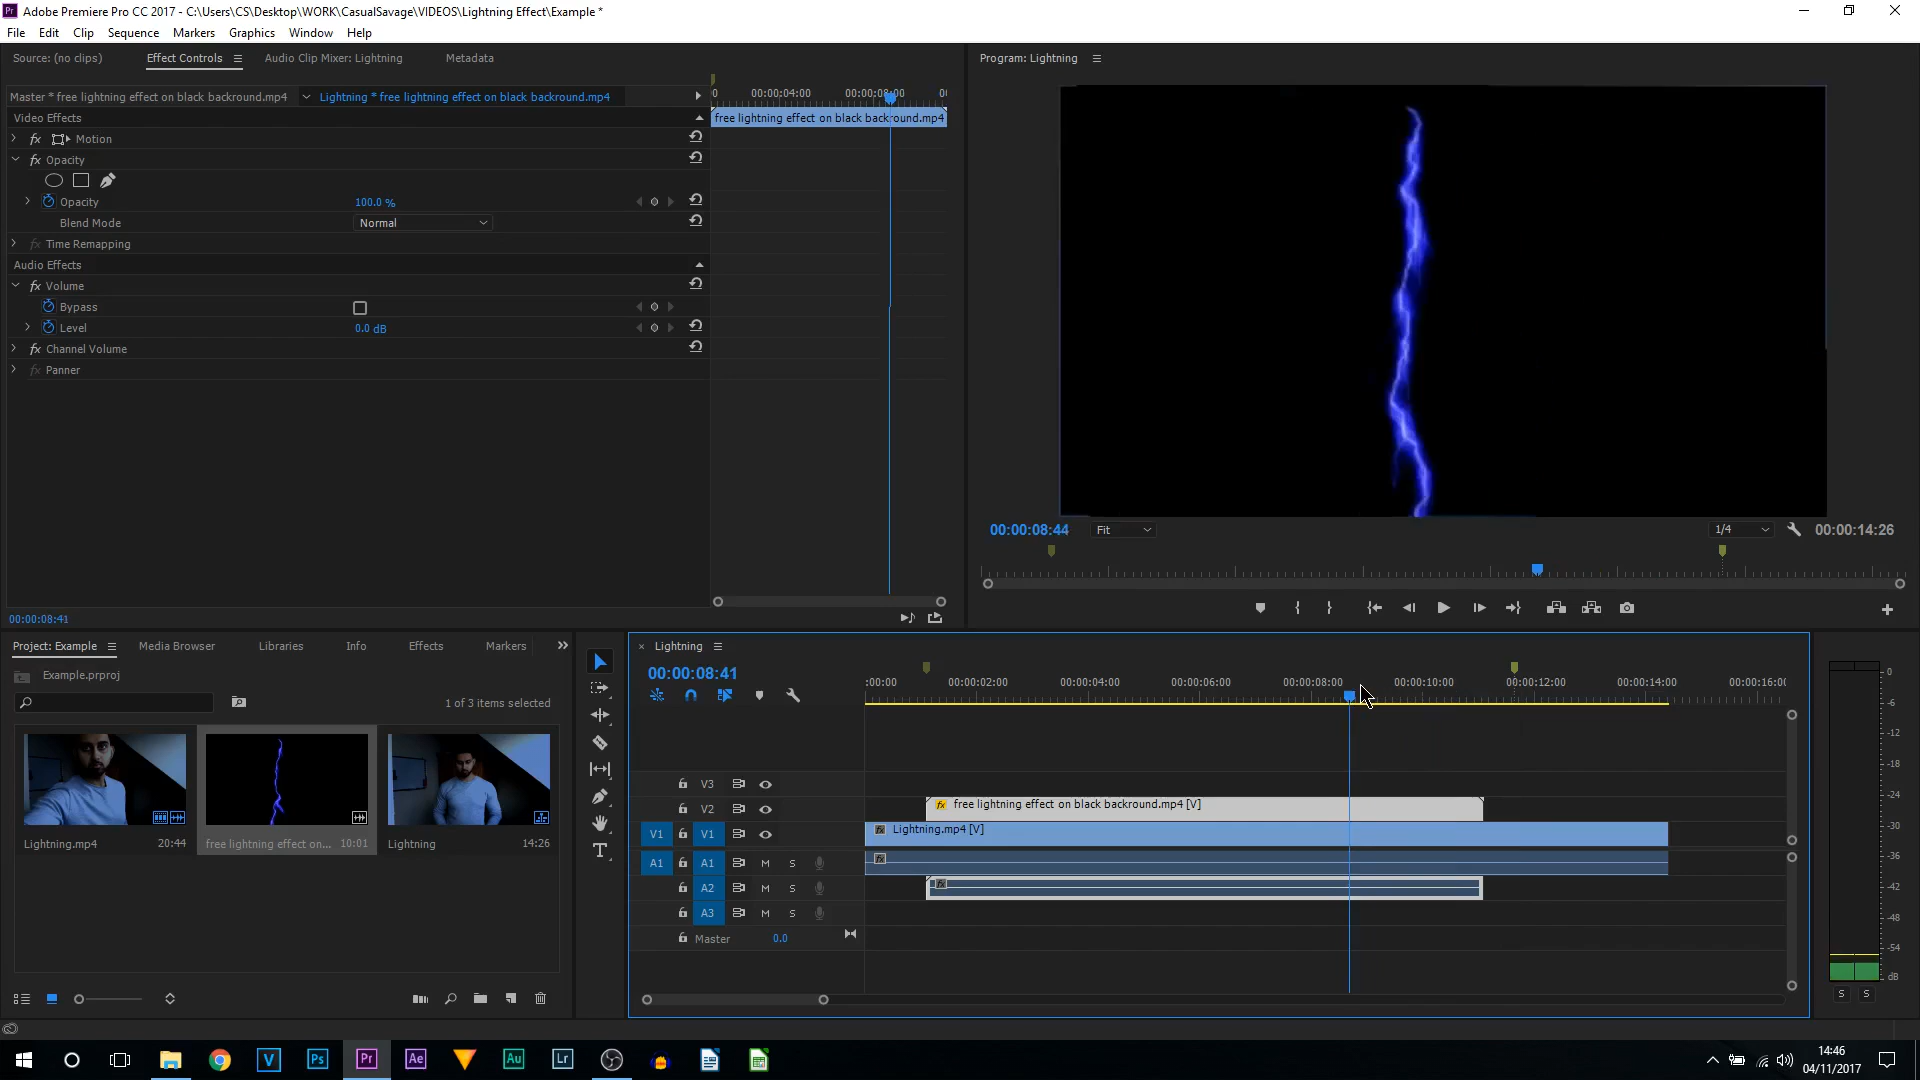 Adobe Premiere Pro CC 2017 - C:\Users\CS\Desktop\WORK\CasualSavage\VIDEOS\Lightning Effect\Example *
File Edit Clip Sequence Markers Graphics Window Help
Source: (no clips) Effect Controls Audio Clip Mixer: Lightning Metadata
Program: Lightning
Master * free lightning effect on black backround.mp4 Lightning * free lightning effect on black backround.mp4
00:00:04:00 00:00:08:00
Video Effects
free lightning effect on black backround.mp4
fx Motion
fx Opacity
Opacity 100.0 %
Blend Mode Normal
fx Time Remapping
Audio Effects
fx Volume
Bypass
Level 0.0 dB
fx Channel Volume
fx Panner
00:00:08:44 Fit 1/4 00:00:14:26
00:00:08:41
Project: Example Media Browser Libraries Info Effects Markers
Example.prproj
1 of 3 items selected
Lightning.mp4 20:44
free lightning effect on... 10:01
Lightning 14:26
Lightning
00:00:08:41
:00:00 00:00:02:00 00:00:04:00 00:00:06:00 00:00:08:00 00:00:10:00 00:00:12:00 00:00:14:00 00:00:16:0
V3
V2 fx free lightning effect on black backround.mp4 [V]
V1 V1 fx Lightning.mp4 [V]
A1 A1 M S fx
A2 M S fx
A3 M S
Master 0.0
0
-6
-12
-18
-24
-30
-36
-42
-48
-54
dB
S S
V Ps Pr Ae Au Lr
14:46
04/11/2017